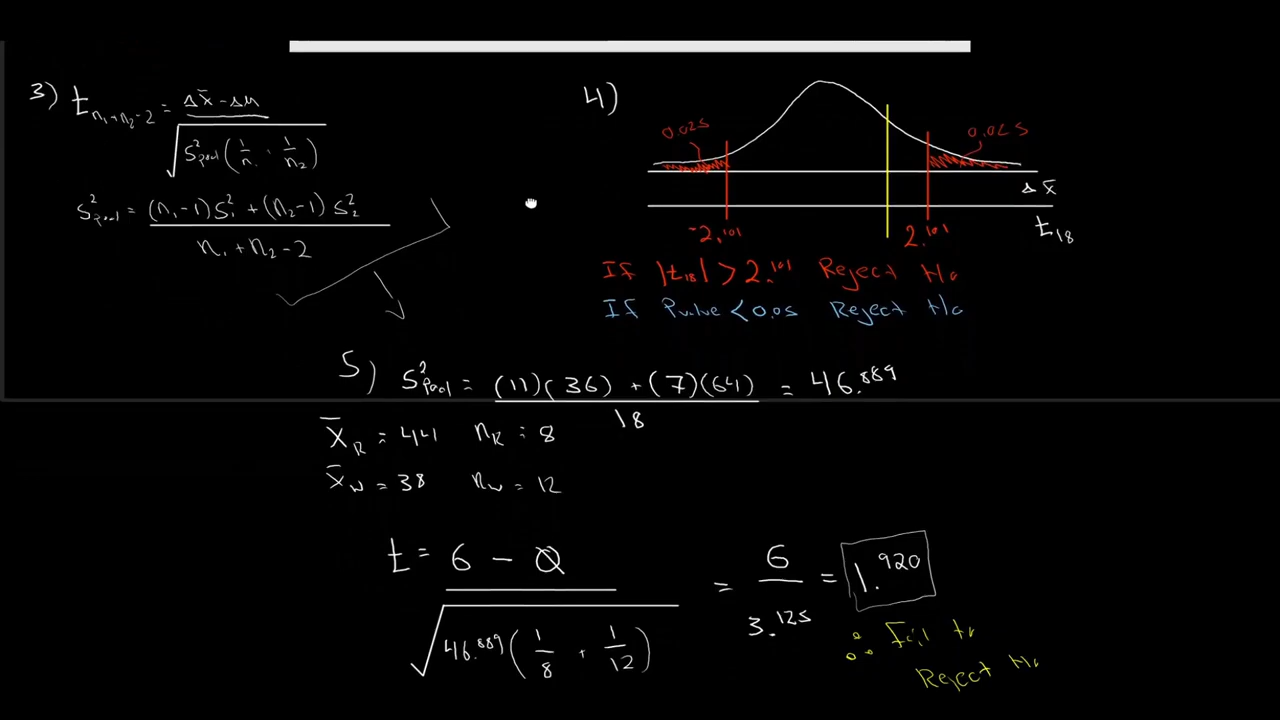 3) t n₁+n₂-2 = Δx̄ - Δμ
√ S²pool ( 1/n₁ + 1/n₂ )
S²pool = (n₁-1)S₁² + (n₂-1)S₂²
n₁+n₂-2
4)
0.025 0.025
Δx̄
-2.101 2.101 t₁₈
If |t₁₈| > 2.101 Reject Ho
If Pvalue < 0.05 Reject Ho
5) S²pool = (11)(36) + (7)(64) = 46.889
18
x̄R = 44 nR = 8
x̄W = 38 nW = 12
t = 6 - 0 = 6 = 1.920
√ 46.889 ( 1/8 + 1/12 ) 3.125
∴ Fail to
Reject Ho